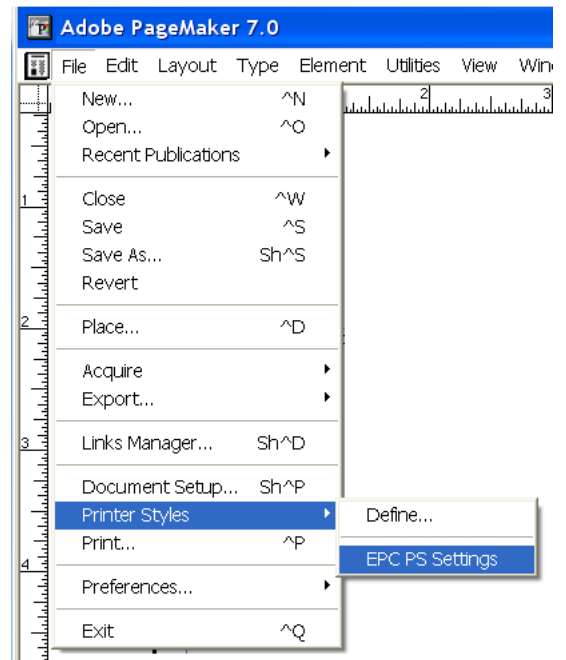 Adobe PageMaker 7.0
File Edit Layout Type Element Utilities View Win
2 3
New... ^N
Open... ^O
Recent Publications
1
Close ^W
Save ^S
Save As... Sh^S
Revert
2
Place... ^D
Acquire
Export...
3
Links Manager... Sh^D
Document Setup... Sh^P
Printer Styles
Define...
Print... ^P
EPC PS Settings
4
Preferences...
Exit ^Q